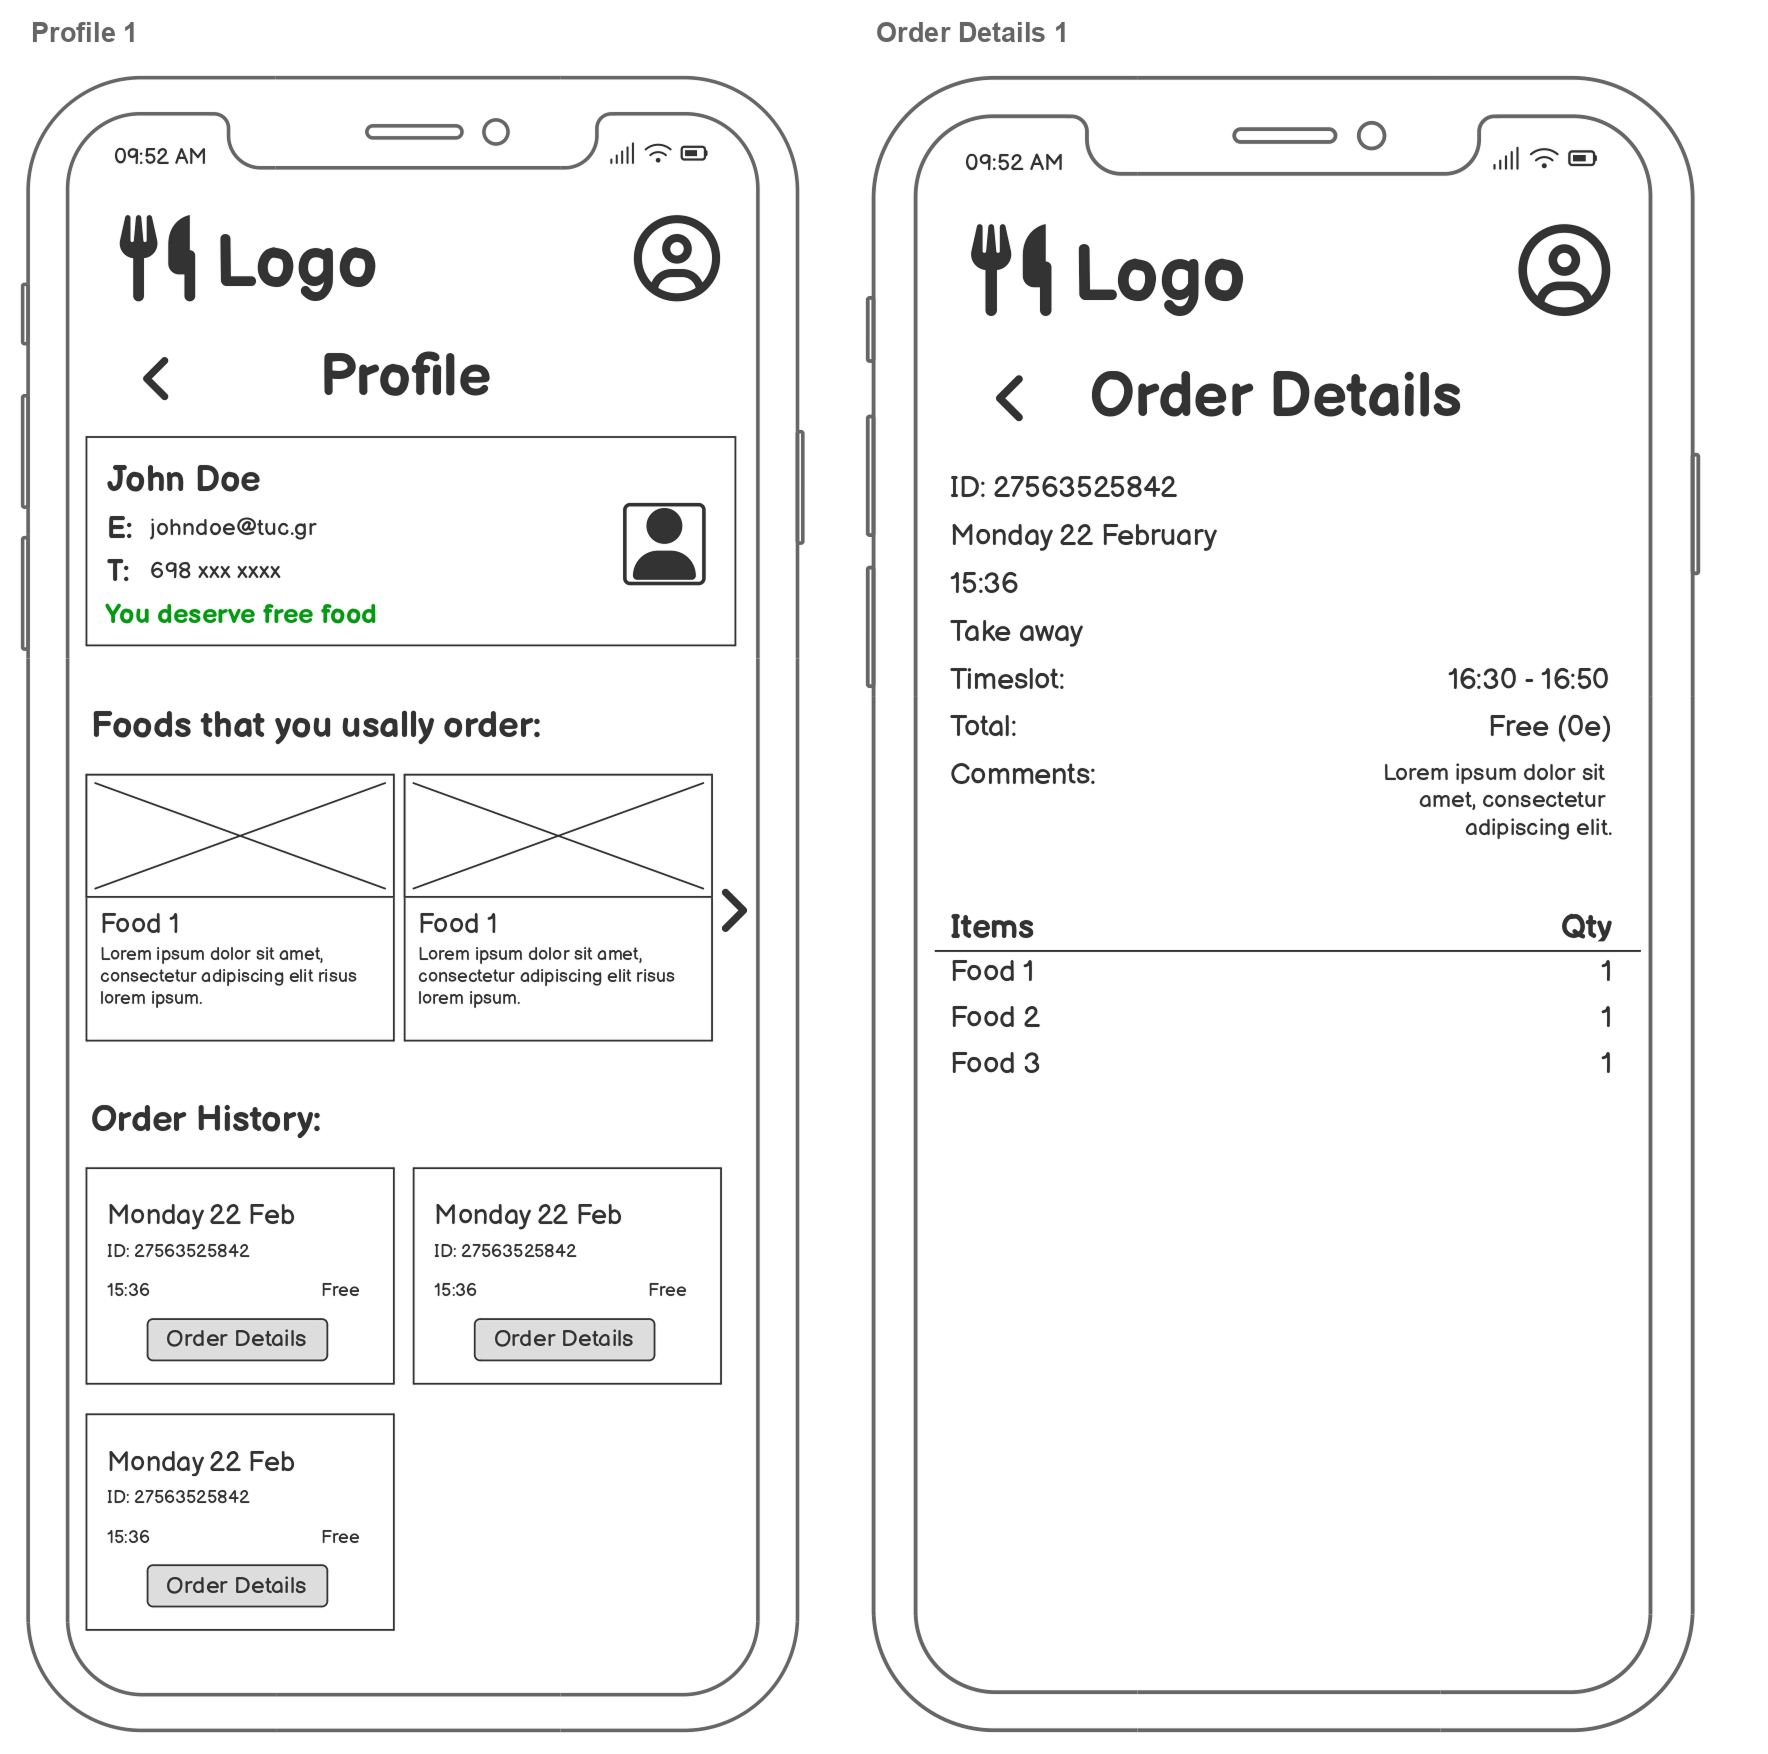 Profile 1
09:52 AM
Logo
Profile
John Doe
E: johndoe@tuc.gr
T: 698 xxx xxxx
You deserve free food
Foods that you usally order:
Food 1
Lorem ipsum dolor sit amet,
consectetur adipiscing elit risus
lorem ipsum.
Food 1
Lorem ipsum dolor sit amet,
consectetur adipiscing elit risus
lorem ipsum.
Order History:
Monday 22 Feb
ID: 27563525842
15:36 Free
Order Details
Monday 22 Feb
ID: 27563525842
15:36 Free
Order Details
Monday 22 Feb
ID: 27563525842
15:36 Free
Order Details
Order Details 1
09:52 AM
Logo
Order Details
ID: 27563525842
Monday 22 February
15:36
Take away
Timeslot: 16:30 - 16:50
Total: Free (0e)
Comments: Lorem ipsum dolor sit
amet, consectetur
adipiscing elit.
Items Qty
Food 1 1
Food 2 1
Food 3 1